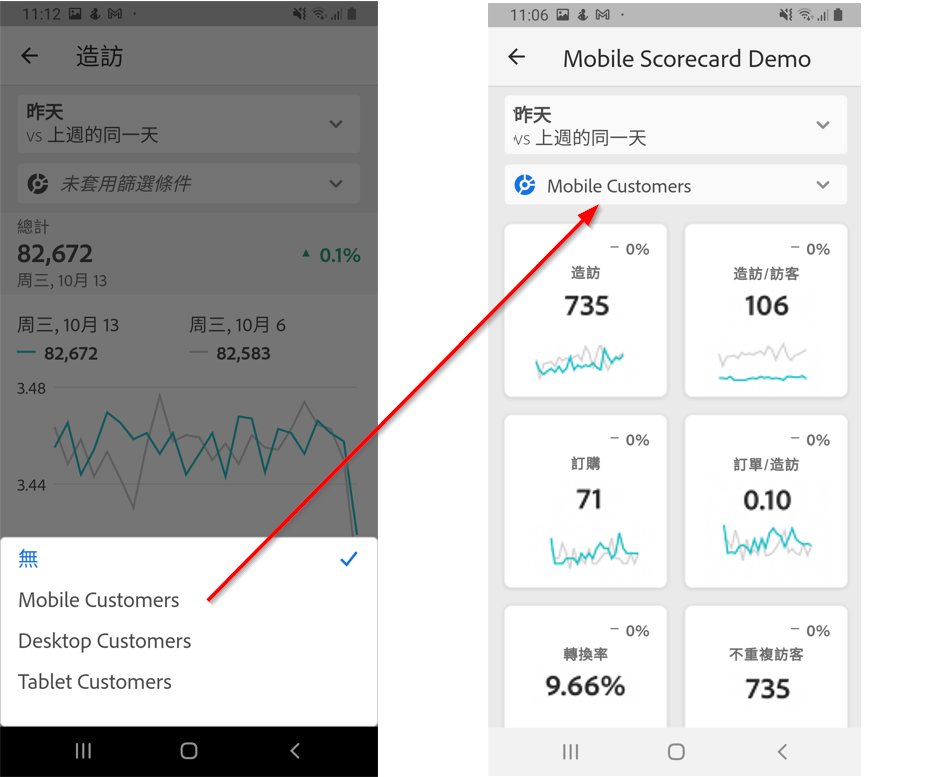 11:12
造訪
昨天
vs 上週的同一天
未套用篩選條件
總計
82,672
▲ 0.1%
周三, 10月 13
周三, 10月 13
周三, 10月 6
82,672
82,583
3.48
3.44
無
Mobile Customers
Desktop Customers
Tablet Customers
11:06
Mobile Scorecard Demo
昨天
vs 上週的同一天
Mobile Customers
– 0%
造訪
735
– 0%
造訪/訪客
106
– 0%
訂購
71
– 0%
訂單/造訪
0.10
– 0%
轉換率
9.66%
– 0%
不重複訪客
735